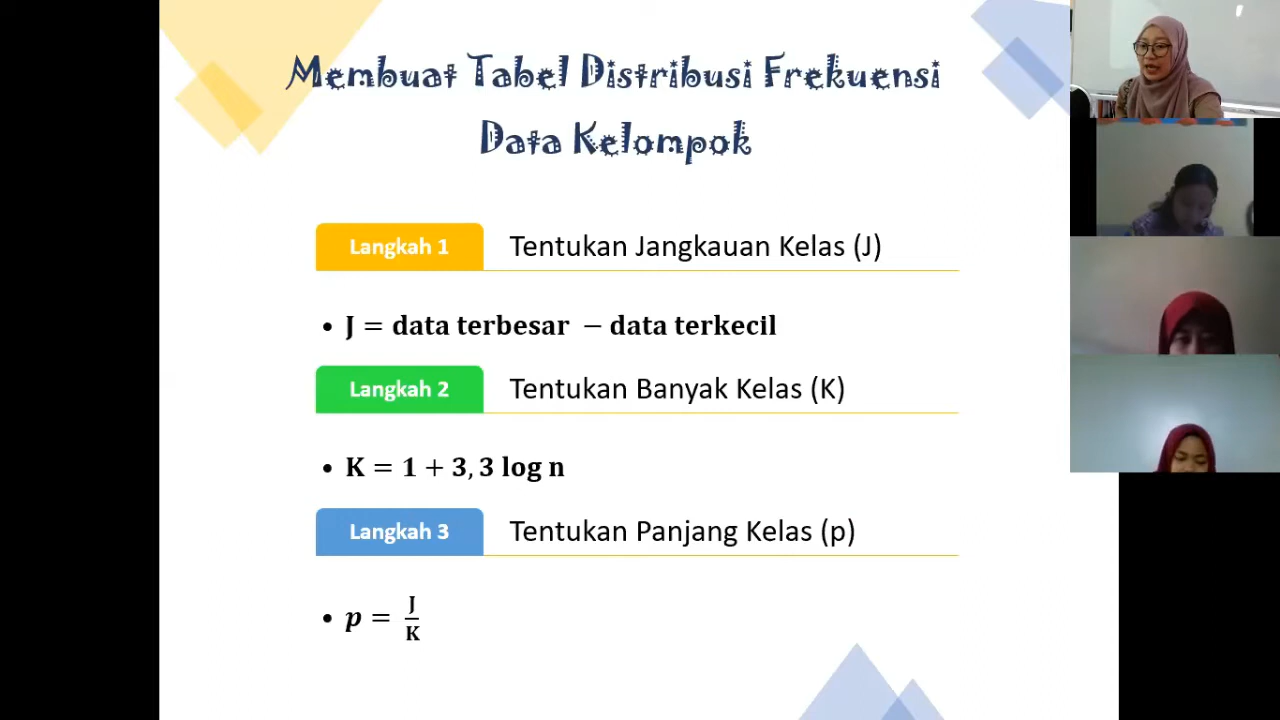 Membuat Tabel Distribusi Frekuensi
Data Kelompok
Langkah 1 Tentukan Jangkauan Kelas (J)
• J = data terbesar − data terkecil
Langkah 2 Tentukan Banyak Kelas (K)
• K = 1 + 3, 3 log n
Langkah 3 Tentukan Panjang Kelas (p)
• p = J/K